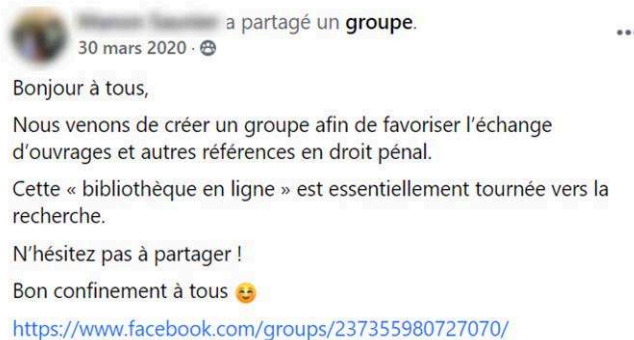 a partagé un groupe.
30 mars 2020 ·
Bonjour à tous,
Nous venons de créer un groupe afin de favoriser l'échange
d'ouvrages et autres références en droit pénal.
Cette « bibliothèque en ligne » est essentiellement tournée vers la
recherche.
N'hésitez pas à partager !
Bon confinement à tous 😊
https://www.facebook.com/groups/237355980727070/